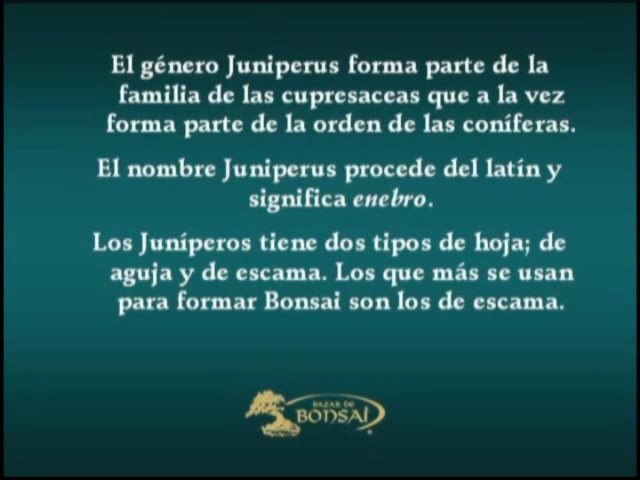 El género Juniperus forma parte de la
familia de las cupresaceas que a la vez
forma parte de la orden de las coníferas.
El nombre Juniperus procede del latín y
significa enebro.
Los Juníperos tiene dos tipos de hoja; de
aguja y de escama. Los que más se usan
para formar Bonsai son los de escama.
BAZAR DE
BONSAI